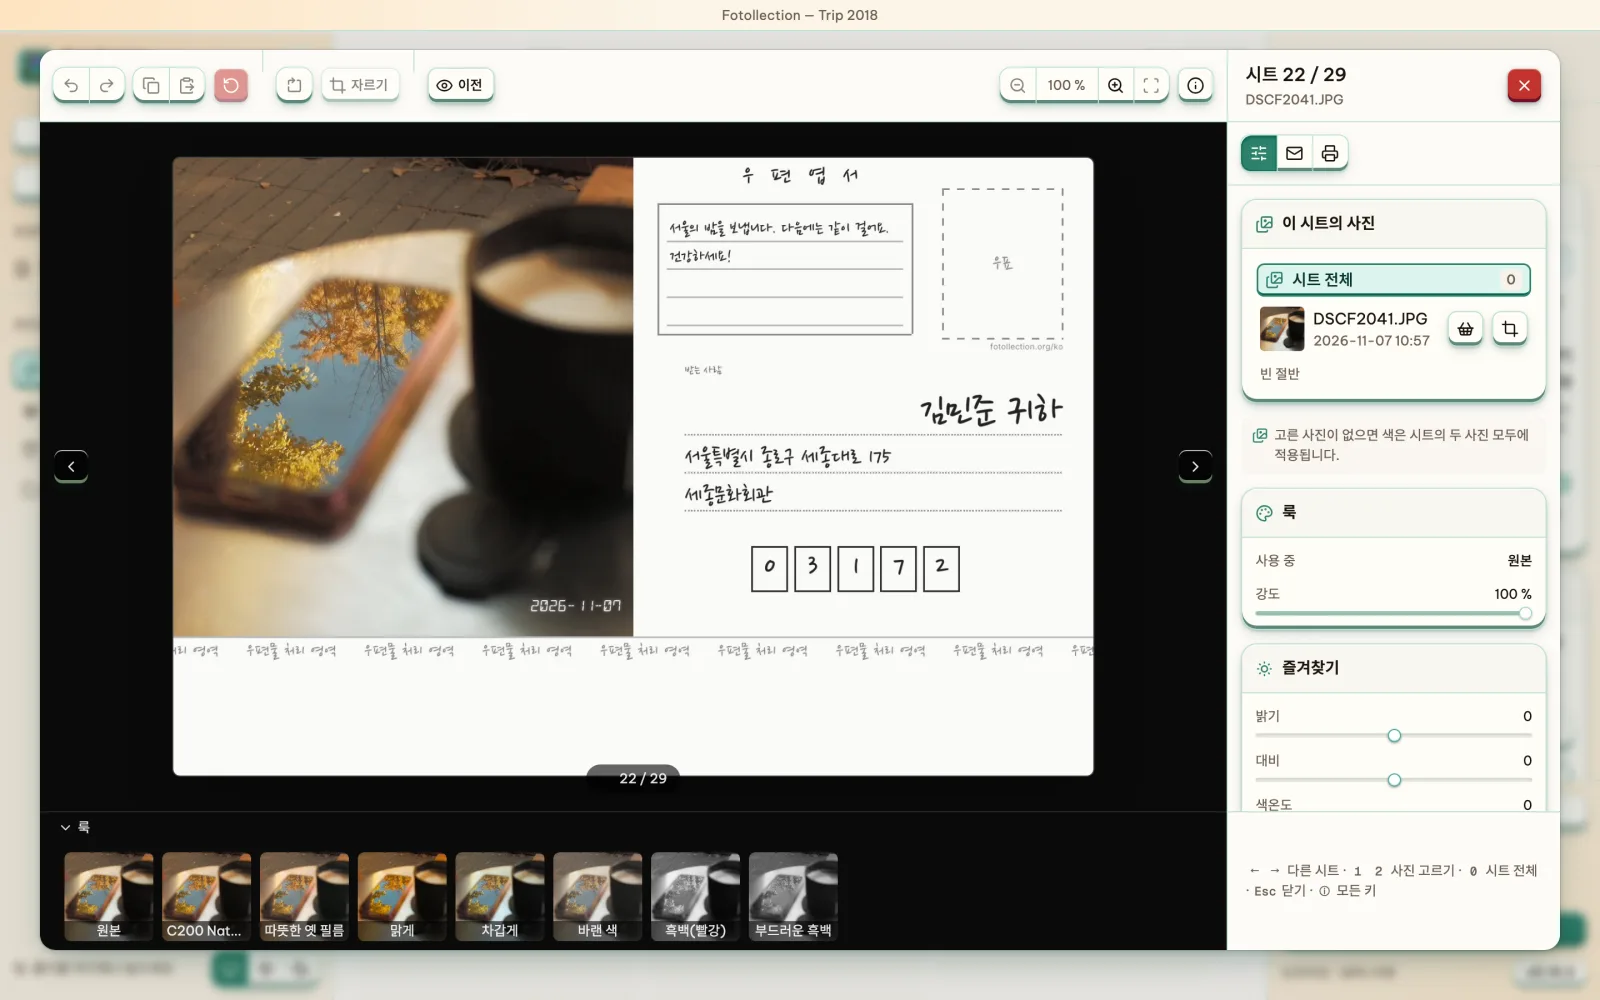 Fotollection — Trip 2018
자르기
이전
100 %
시트 22 / 29
DSCF2041.JPG
우 편 엽 서
서울의 밤을 보냅니다. 다음에는 같이 걸어요.
건강하세요!
우표
fotollection.org/ko
받는 사람
김민준 귀하
서울특별시 종로구 세종대로 175
세종문화회관
0 3 1 7 2
2026-11-07
처리 영역 우편물 처리 영역 우편물 처리 영역 우편물 처리 영역 우편물 처리 영역 우편물 처리 영역 우편물 처리 영역 우편물 처리 영역 우편
22 / 29
룩
원본
C200 Nat...
따뜻한 옛 필름
맑게
차갑게
바랜 색
흑백(빨강)
부드러운 흑백
이 시트의 사진
시트 전체 0
DSCF2041.JPG
2026-11-07 10:57
빈 절반
고른 사진이 없으면 색은 시트의 두 사진 모두에
적용됩니다.
룩
사용 중 원본
강도 100 %
즐겨찾기
밝기 0
대비 0
색온도 0
← → 다른 시트 · 1 2 사진 고르기 · 0 시트 전체
· Esc 닫기 · ⓘ 모든 키